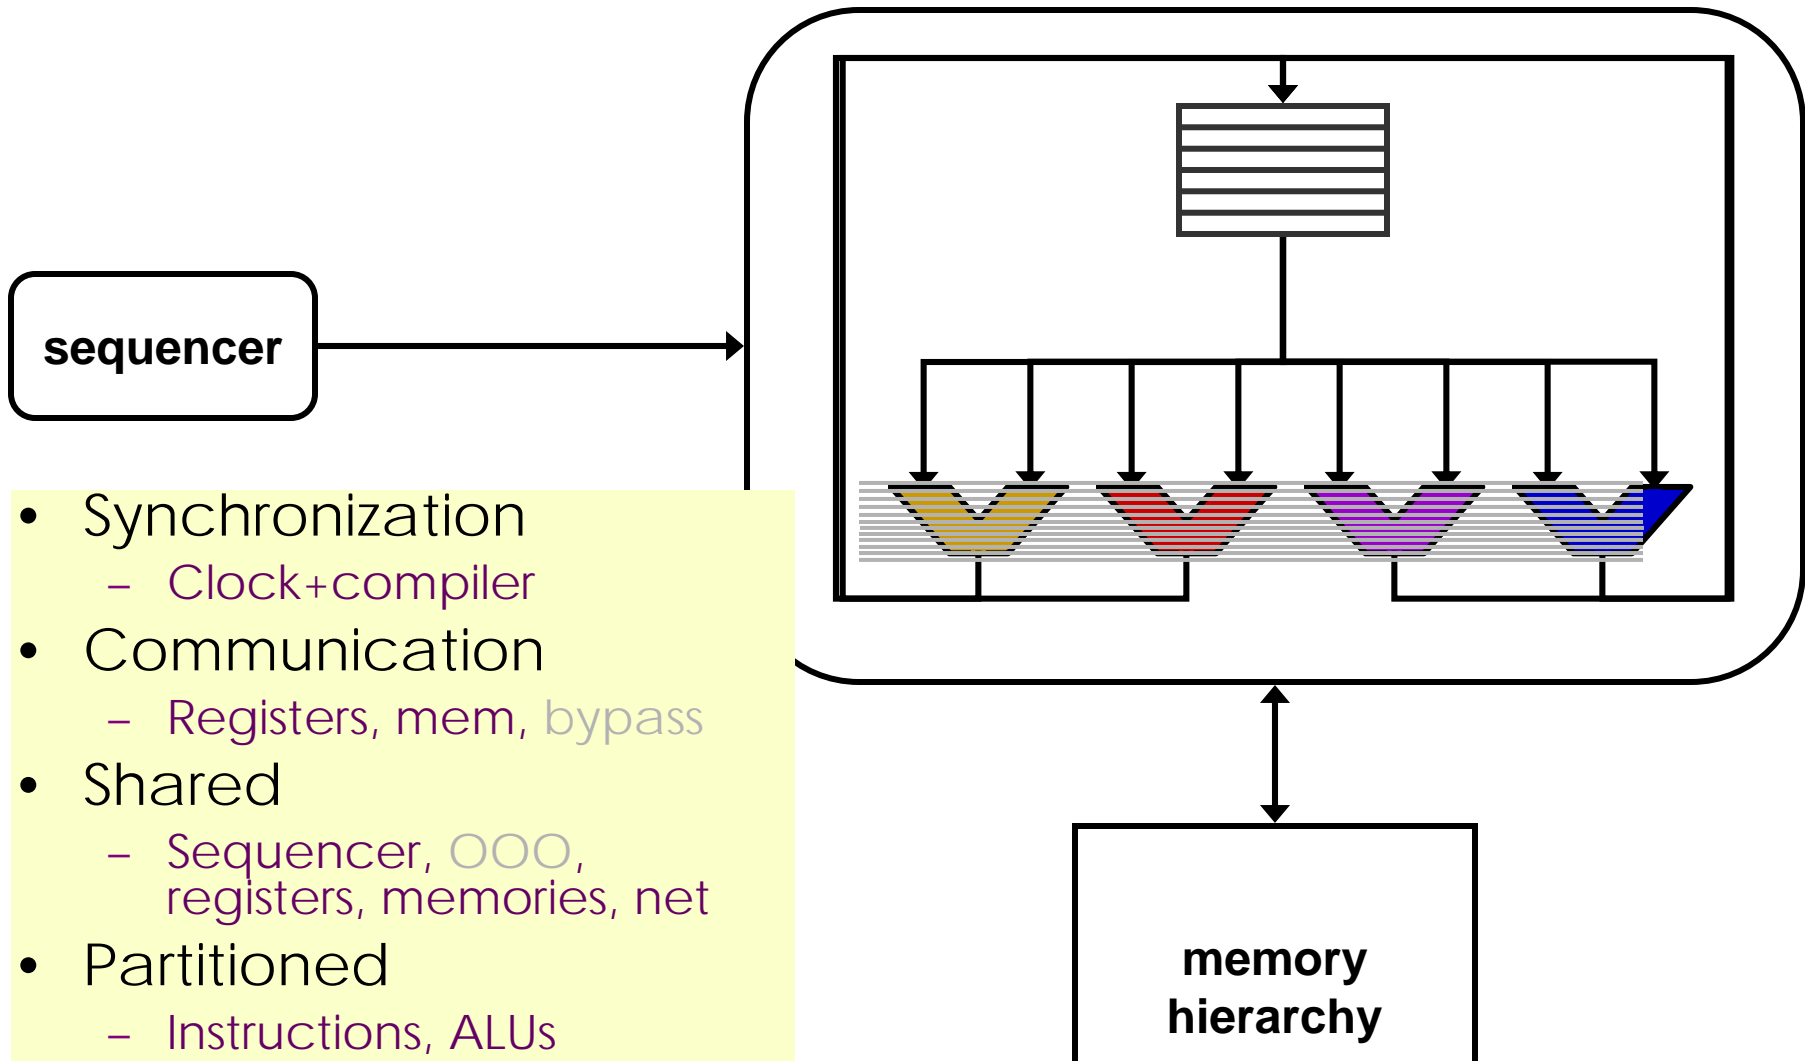 sequencer
• Synchronization
– Clock+compiler
• Communication
– Registers, mem, bypass
• Shared
– Sequencer, OOO,
registers, memories, net
• Partitioned
– Instructions, ALUs
memory
hierarchy